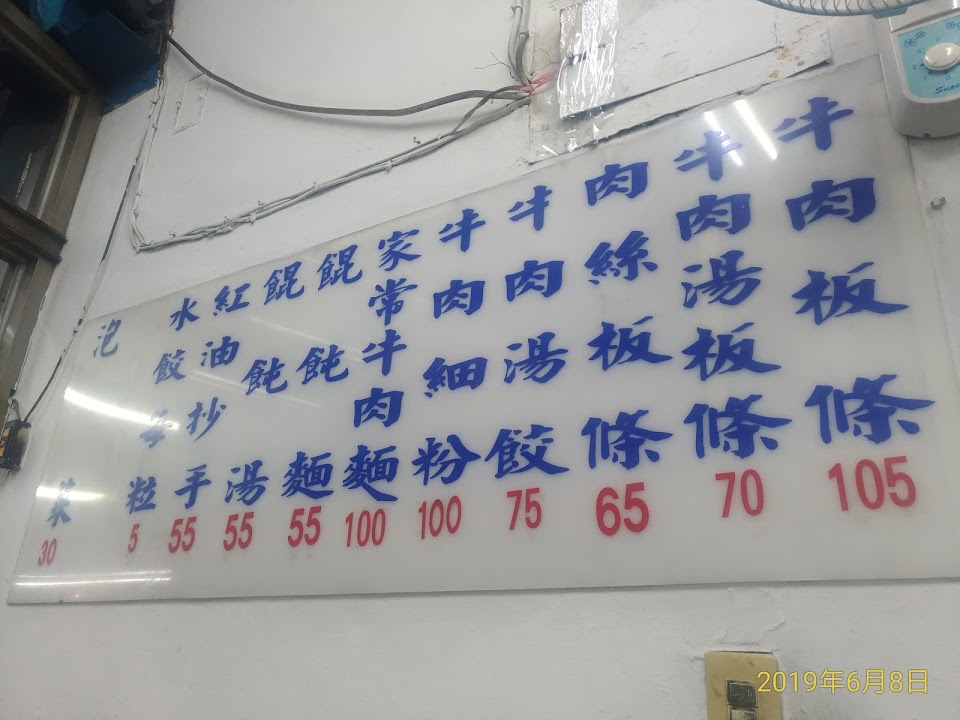 牛肉板條 105
牛肉湯板條 70
肉絲板條 65
牛肉湯餃 75
牛肉細粉 100
家常牛肉麵 100
餛飩麵 55
餛飩湯 55
紅油抄手 55
水餃每粒 5
泡菜 30
2019年6月8日